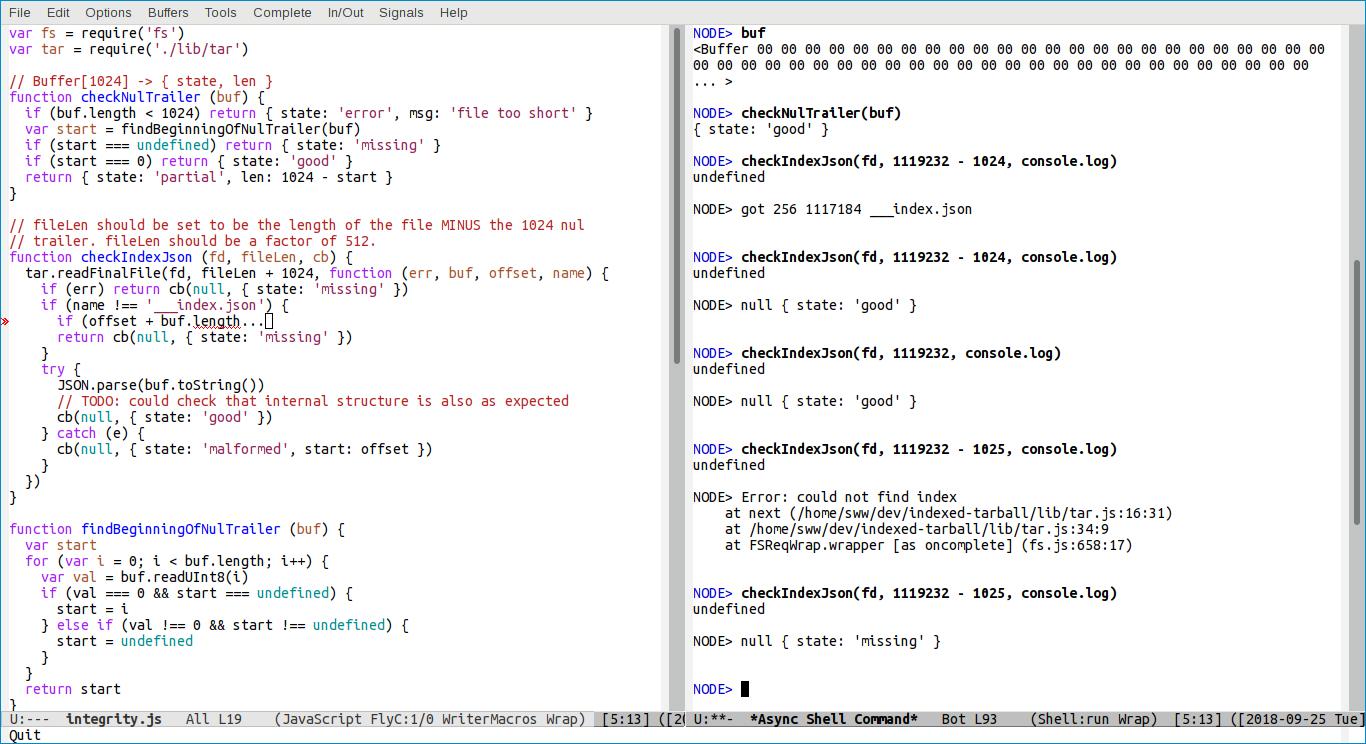 File Edit Options Buffers Tools Complete In/Out Signals Help
var fs = require('fs')
var tar = require('./lib/tar')
// Buffer[1024] -> { state, len }
function checkNulTrailer (buf) {
  if (buf.length < 1024) return { state: 'error', msg: 'file too short' }
  var start = findBeginningOfNulTrailer(buf)
  if (start === undefined) return { state: 'missing' }
  if (start === 0) return { state: 'good' }
  return { state: 'partial', len: 1024 - start }
}
// fileLen should be set to be the length of the file MINUS the 1024 nul
// trailer. fileLen should be a factor of 512.
function checkIndexJson (fd, fileLen, cb) {
  tar.readFinalFile(fd, fileLen + 1024, function (err, buf, offset, name) {
    if (err) return cb(null, { state: 'missing' })
    if (name !== '___index.json') {
      if (offset + buf.length...
      return cb(null, { state: 'missing' })
    }
    try {
      JSON.parse(buf.toString())
      // TODO: could check that internal structure is also as expected
      cb(null, { state: 'good' })
    } catch (e) {
      cb(null, { state: 'malformed', start: offset })
    }
  })
}
function findBeginningOfNulTrailer (buf) {
  var start
  for (var i = 0; i < buf.length; i++) {
    var val = buf.readUInt8(i)
    if (val === 0 && start === undefined) {
      start = i
    } else if (val !== 0 && start !== undefined) {
      start = undefined
    }
  }
  return start
}
U:--- integrity.js All L19 (JavaScript FlyC:1/0 WriterMacros Wrap) [5:13] ([20
Quit
NODE> buf
<Buffer 00 00 00 00 00 00 00 00 00 00 00 00 00 00 00 00 00 00 00 00 00 00 00 00
00 00 00 00 00 00 00 00 00 00 00 00 00 00 00 00 00 00 00 00 00 00 00 00 00 00
... >
NODE> checkNulTrailer(buf)
{ state: 'good' }
NODE> checkIndexJson(fd, 1119232 - 1024, console.log)
undefined
NODE> got 256 1117184 ___index.json
NODE> checkIndexJson(fd, 1119232 - 1024, console.log)
undefined
NODE> null { state: 'good' }
NODE> checkIndexJson(fd, 1119232, console.log)
undefined
NODE> null { state: 'good' }
NODE> checkIndexJson(fd, 1119232 - 1025, console.log)
undefined
NODE> Error: could not find index
    at next (/home/sww/dev/indexed-tarball/lib/tar.js:16:31)
    at /home/sww/dev/indexed-tarball/lib/tar.js:34:9
    at FSReqWrap.wrapper [as oncomplete] (fs.js:658:17)
NODE> checkIndexJson(fd, 1119232 - 1025, console.log)
undefined
NODE> null { state: 'missing' }
NODE>
U:**- *Async Shell Command* Bot L93 (Shell:run Wrap) [5:13] ([2018-09-25 Tue]